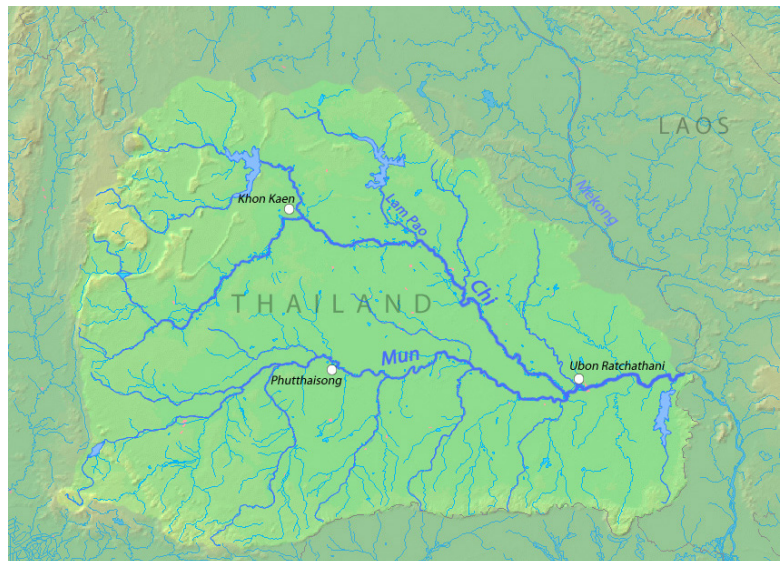 LAOS
Khon Kaen
Lam Pao
Mekong
Chi
THAILAND
Mun
Ubon Ratchathani
Phutthaisong